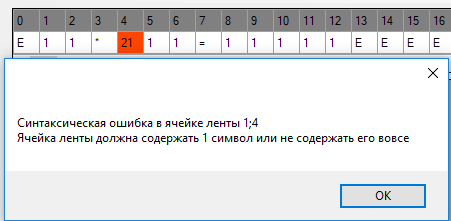 0 1 2 3 4 5 6 7 8 9 10 11 12 13 14 15 16
E 1 1 * 21 1 1 = 1 1 1 1 E E E E
Синтаксическая ошибка в ячейке ленты 1;4
Ячейка ленты должна содержать 1 символ или не содержать его вовсе
OK